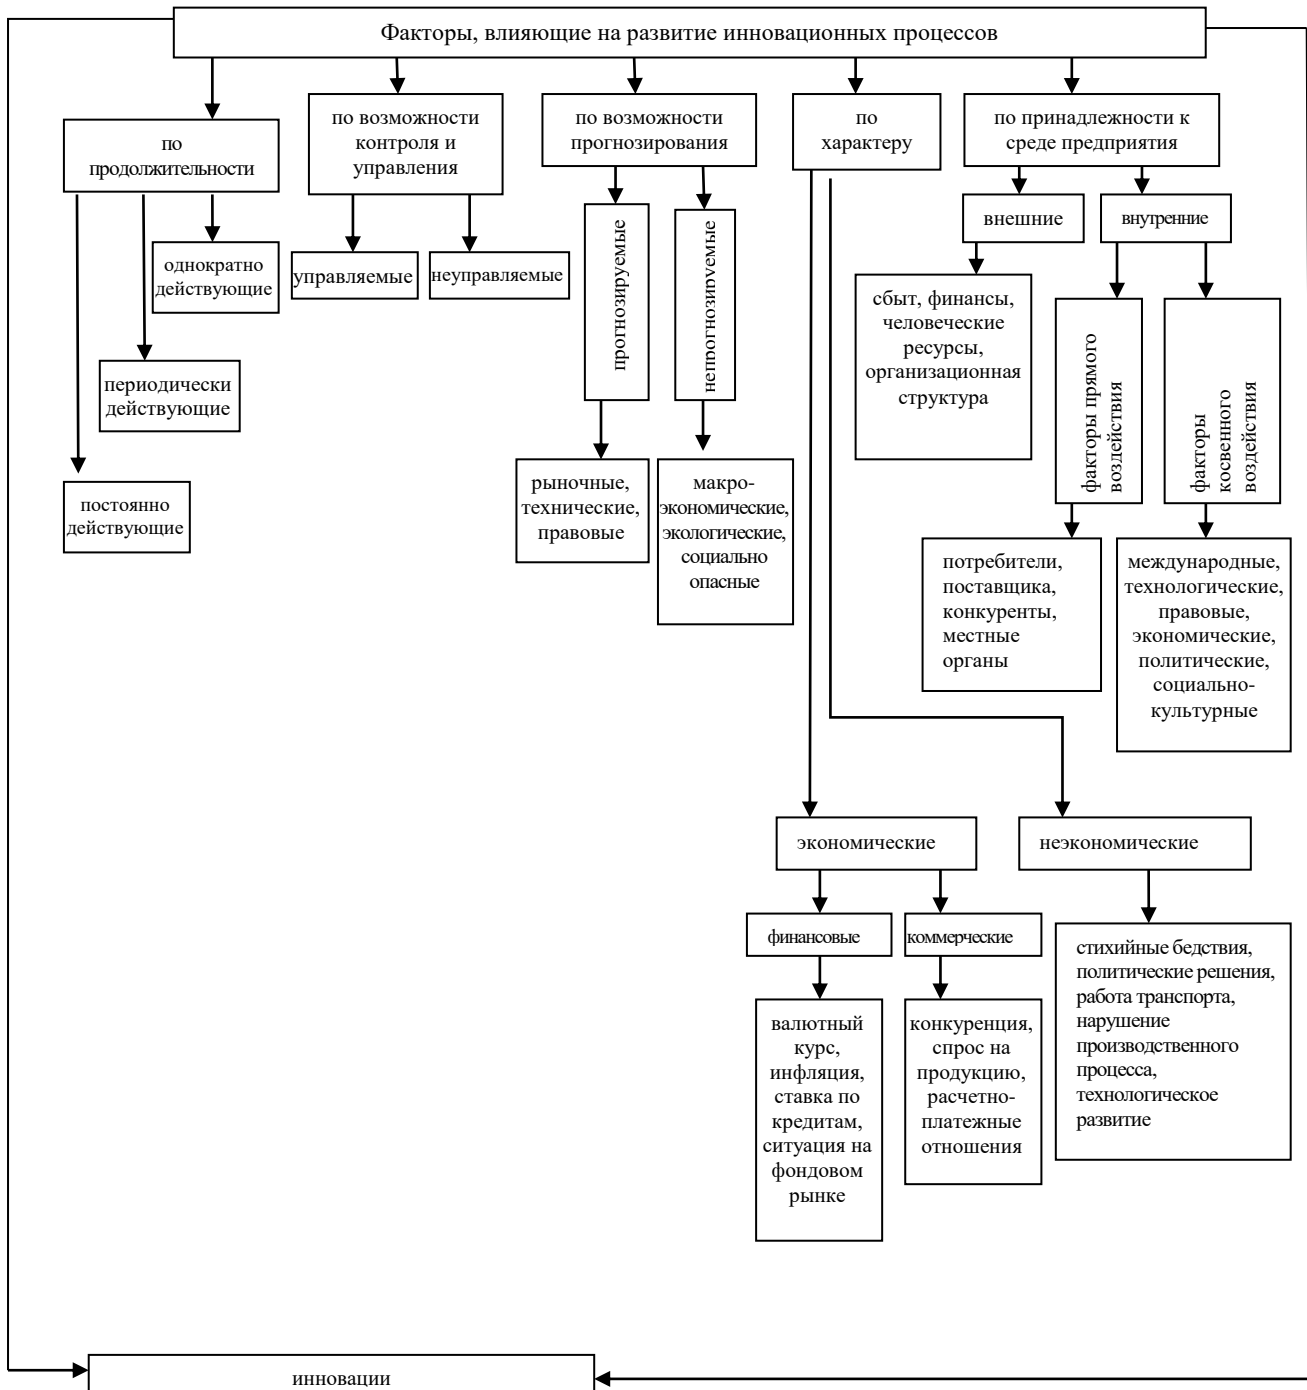 Факторы, влияющие на развитие инновационных процессов
по
продолжительности
по возможности
контроля и
управления
по возможности
прогнозирования
по
характеру
по принадлежности к
среде предприятия
однократно
действующие
периодически
действующие
постоянно
действующие
управляемые
неуправляемые
прогнозируемые
непрогнозируемые
рыночные,
технические,
правовые
макро-
экономические,
экологические,
социально
опасные
внешние
внутренние
сбыт, финансы,
человеческие
ресурсы,
организационная
структура
факторы прямого
воздействия
факторы
косвенного
воздействия
потребители,
поставщика,
конкуренты,
местные
органы
международные,
технологические,
правовые,
экономические,
политические,
социально-
культурные
экономические
неэкономические
финансовые
коммерческие
валютный
курс,
инфляция,
ставка по
кредитам,
ситуация на
фондовом
рынке
конкуренция,
спрос на
продукцию,
расчетно-
платежные
отношения
стихийные бедствия,
политические решения,
работа транспорта,
нарушение
производственного
процесса,
технологическое
развитие
инновации